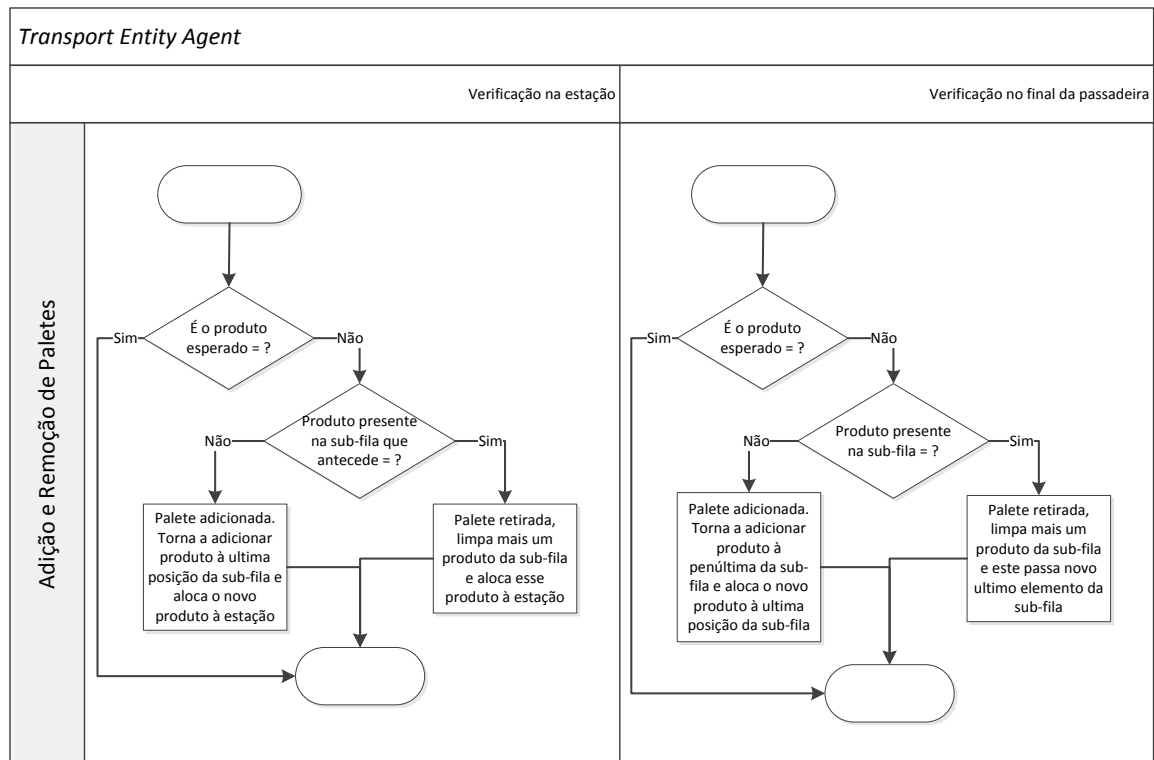 Transport Entity Agent
Verificação na estação
Verificação no final da passadeira
Adição e Remoção de Paletes
É o produto
esperado = ?
Sim
Não
Produto presente
na sub-fila que
antecede = ?
Não
Sim
Palete adicionada.
Torna a adicionar
produto à ultima
posição da sub-fila e
aloca o novo
produto à estação
Palete retirada,
limpa mais um
produto da sub-fila
e aloca esse
produto à estação
É o produto
esperado = ?
Sim
Não
Produto presente
na sub-fila = ?
Não
Sim
Palete adicionada.
Torna a adicionar
produto à
penúltima da sub-
fila e aloca o novo
produto à ultima
posição da sub-fila
Palete retirada,
limpa mais um
produto da sub-fila
e este passa novo
ultimo elemento da
sub-fila